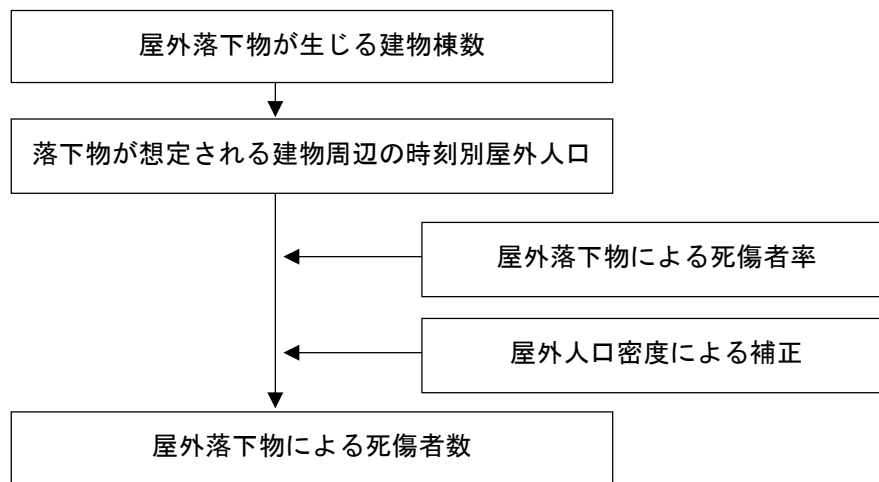 屋外落下物が生じる建物棟数
落下物が想定される建物周辺の時刻別屋外人口
屋外落下物による死傷者率
屋外人口密度による補正
屋外落下物による死傷者数